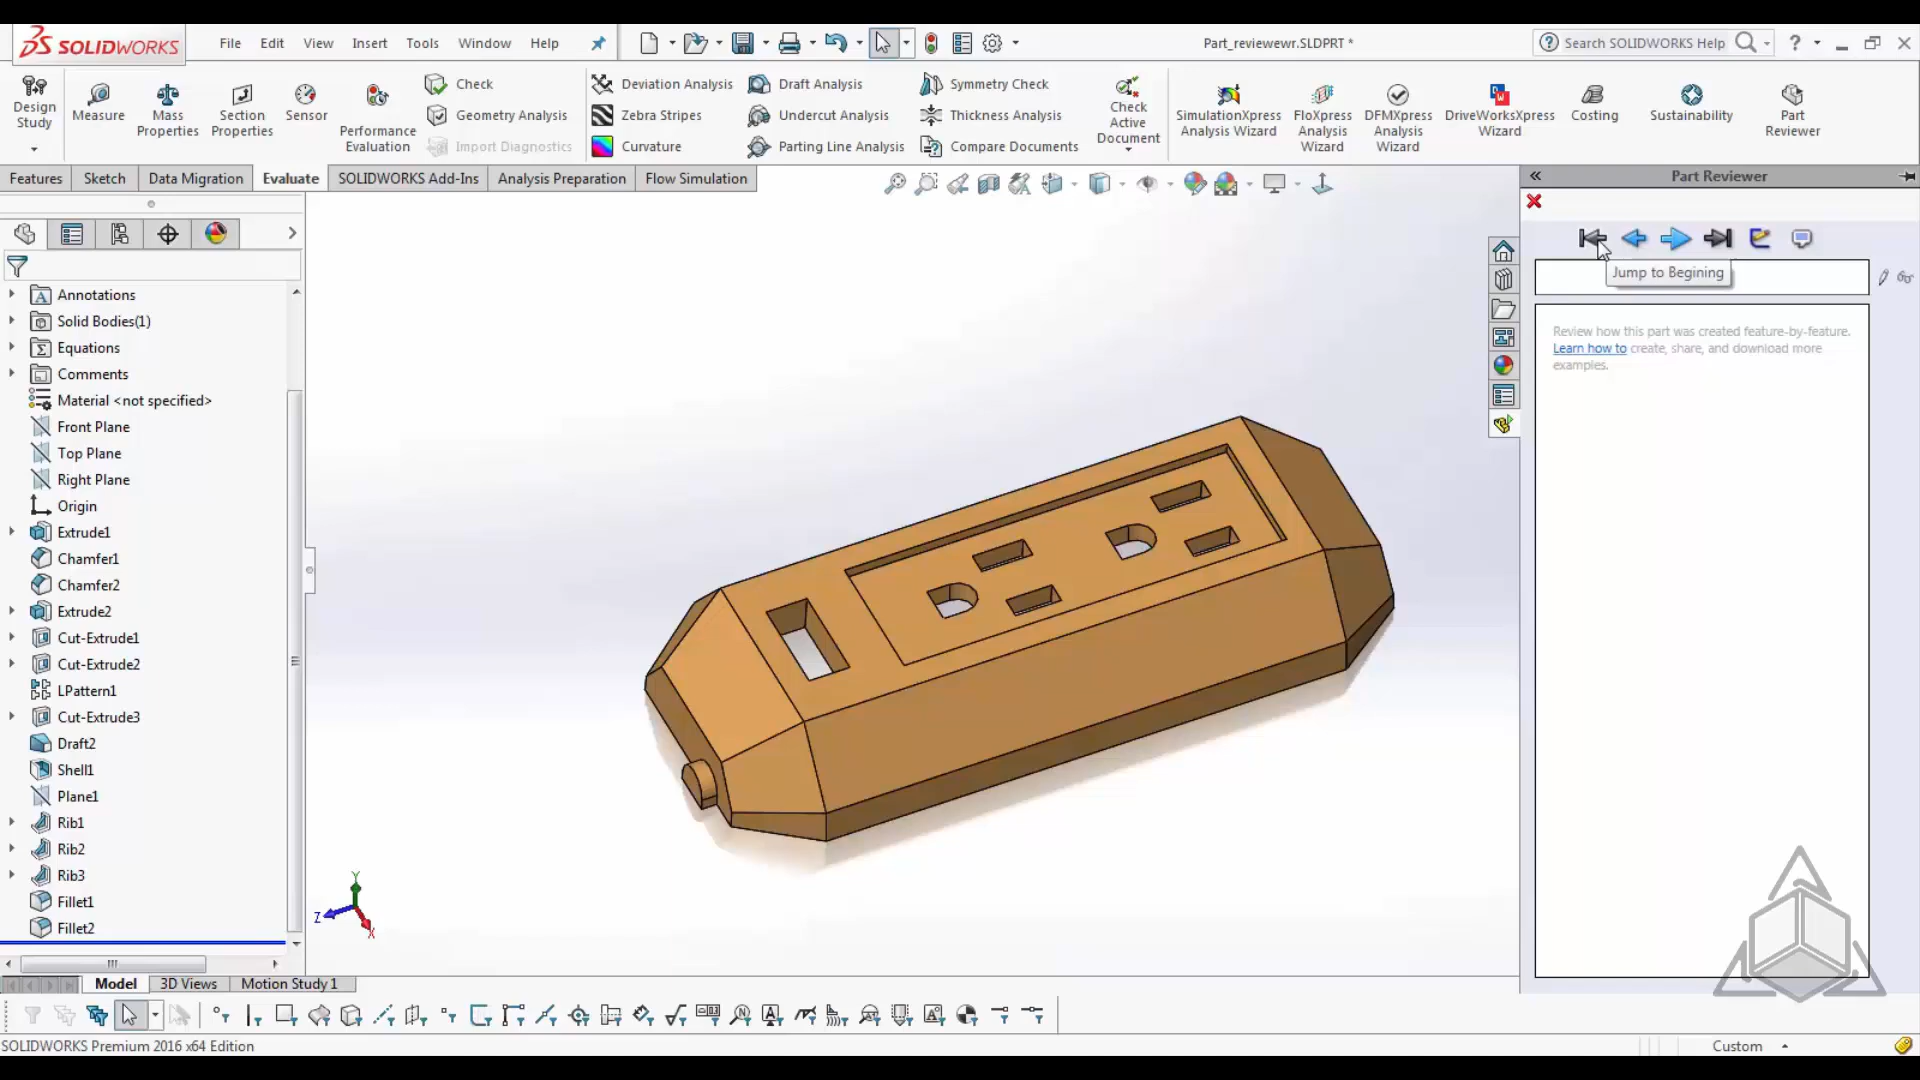 SOLIDWORKS
File Edit View Insert Tools Window Help
Part_reviewewr.SLDPRT *
Search SOLIDWORKS Help
Design Study
Measure
Mass Properties
Section Properties
Sensor
Performance Evaluation
Check
Geometry Analysis
Import Diagnostics
Deviation Analysis
Zebra Stripes
Curvature
Draft Analysis
Undercut Analysis
Parting Line Analysis
Symmetry Check
Thickness Analysis
Compare Documents
Check Active Document
SimulationXpress Analysis Wizard
FloXpress Analysis Wizard
DFMXpress Analysis Wizard
DriveWorksXpress Wizard
Costing
Sustainability
Part Reviewer
Features Sketch Data Migration Evaluate SOLIDWORKS Add-Ins Analysis Preparation Flow Simulation
Part Reviewer
Jump to Begining
Review how this part was created feature-by-feature.
Learn how to create, share, and download more
examples.
Annotations
Solid Bodies(1)
Equations
Comments
Material <not specified>
Front Plane
Top Plane
Right Plane
Origin
Extrude1
Chamfer1
Chamfer2
Extrude2
Cut-Extrude1
Cut-Extrude2
LPattern1
Cut-Extrude3
Draft2
Shell1
Plane1
Rib1
Rib2
Rib3
Fillet1
Fillet2
Y
Z
X
Model 3D Views Motion Study 1
SOLIDWORKS Premium 2016 x64 Edition
Custom